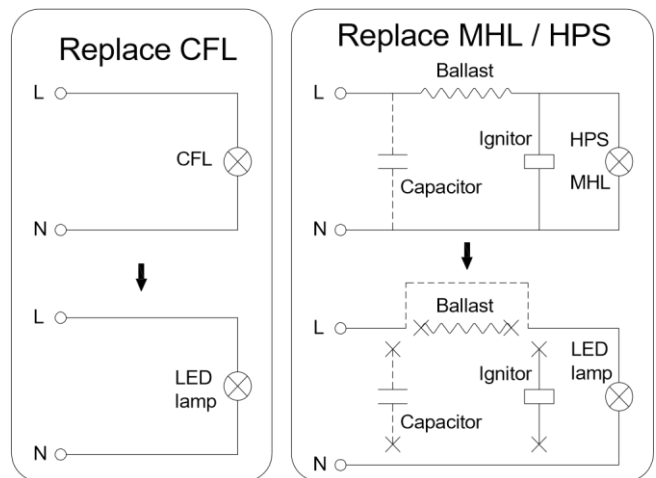 Replace CFL
L
CFL
N
L
LED
lamp
N
Replace MHL / HPS
Ballast
L
Ignitor
HPS
MHL
Capacitor
N
Ballast
L
LED
lamp
Ignitor
Capacitor
N